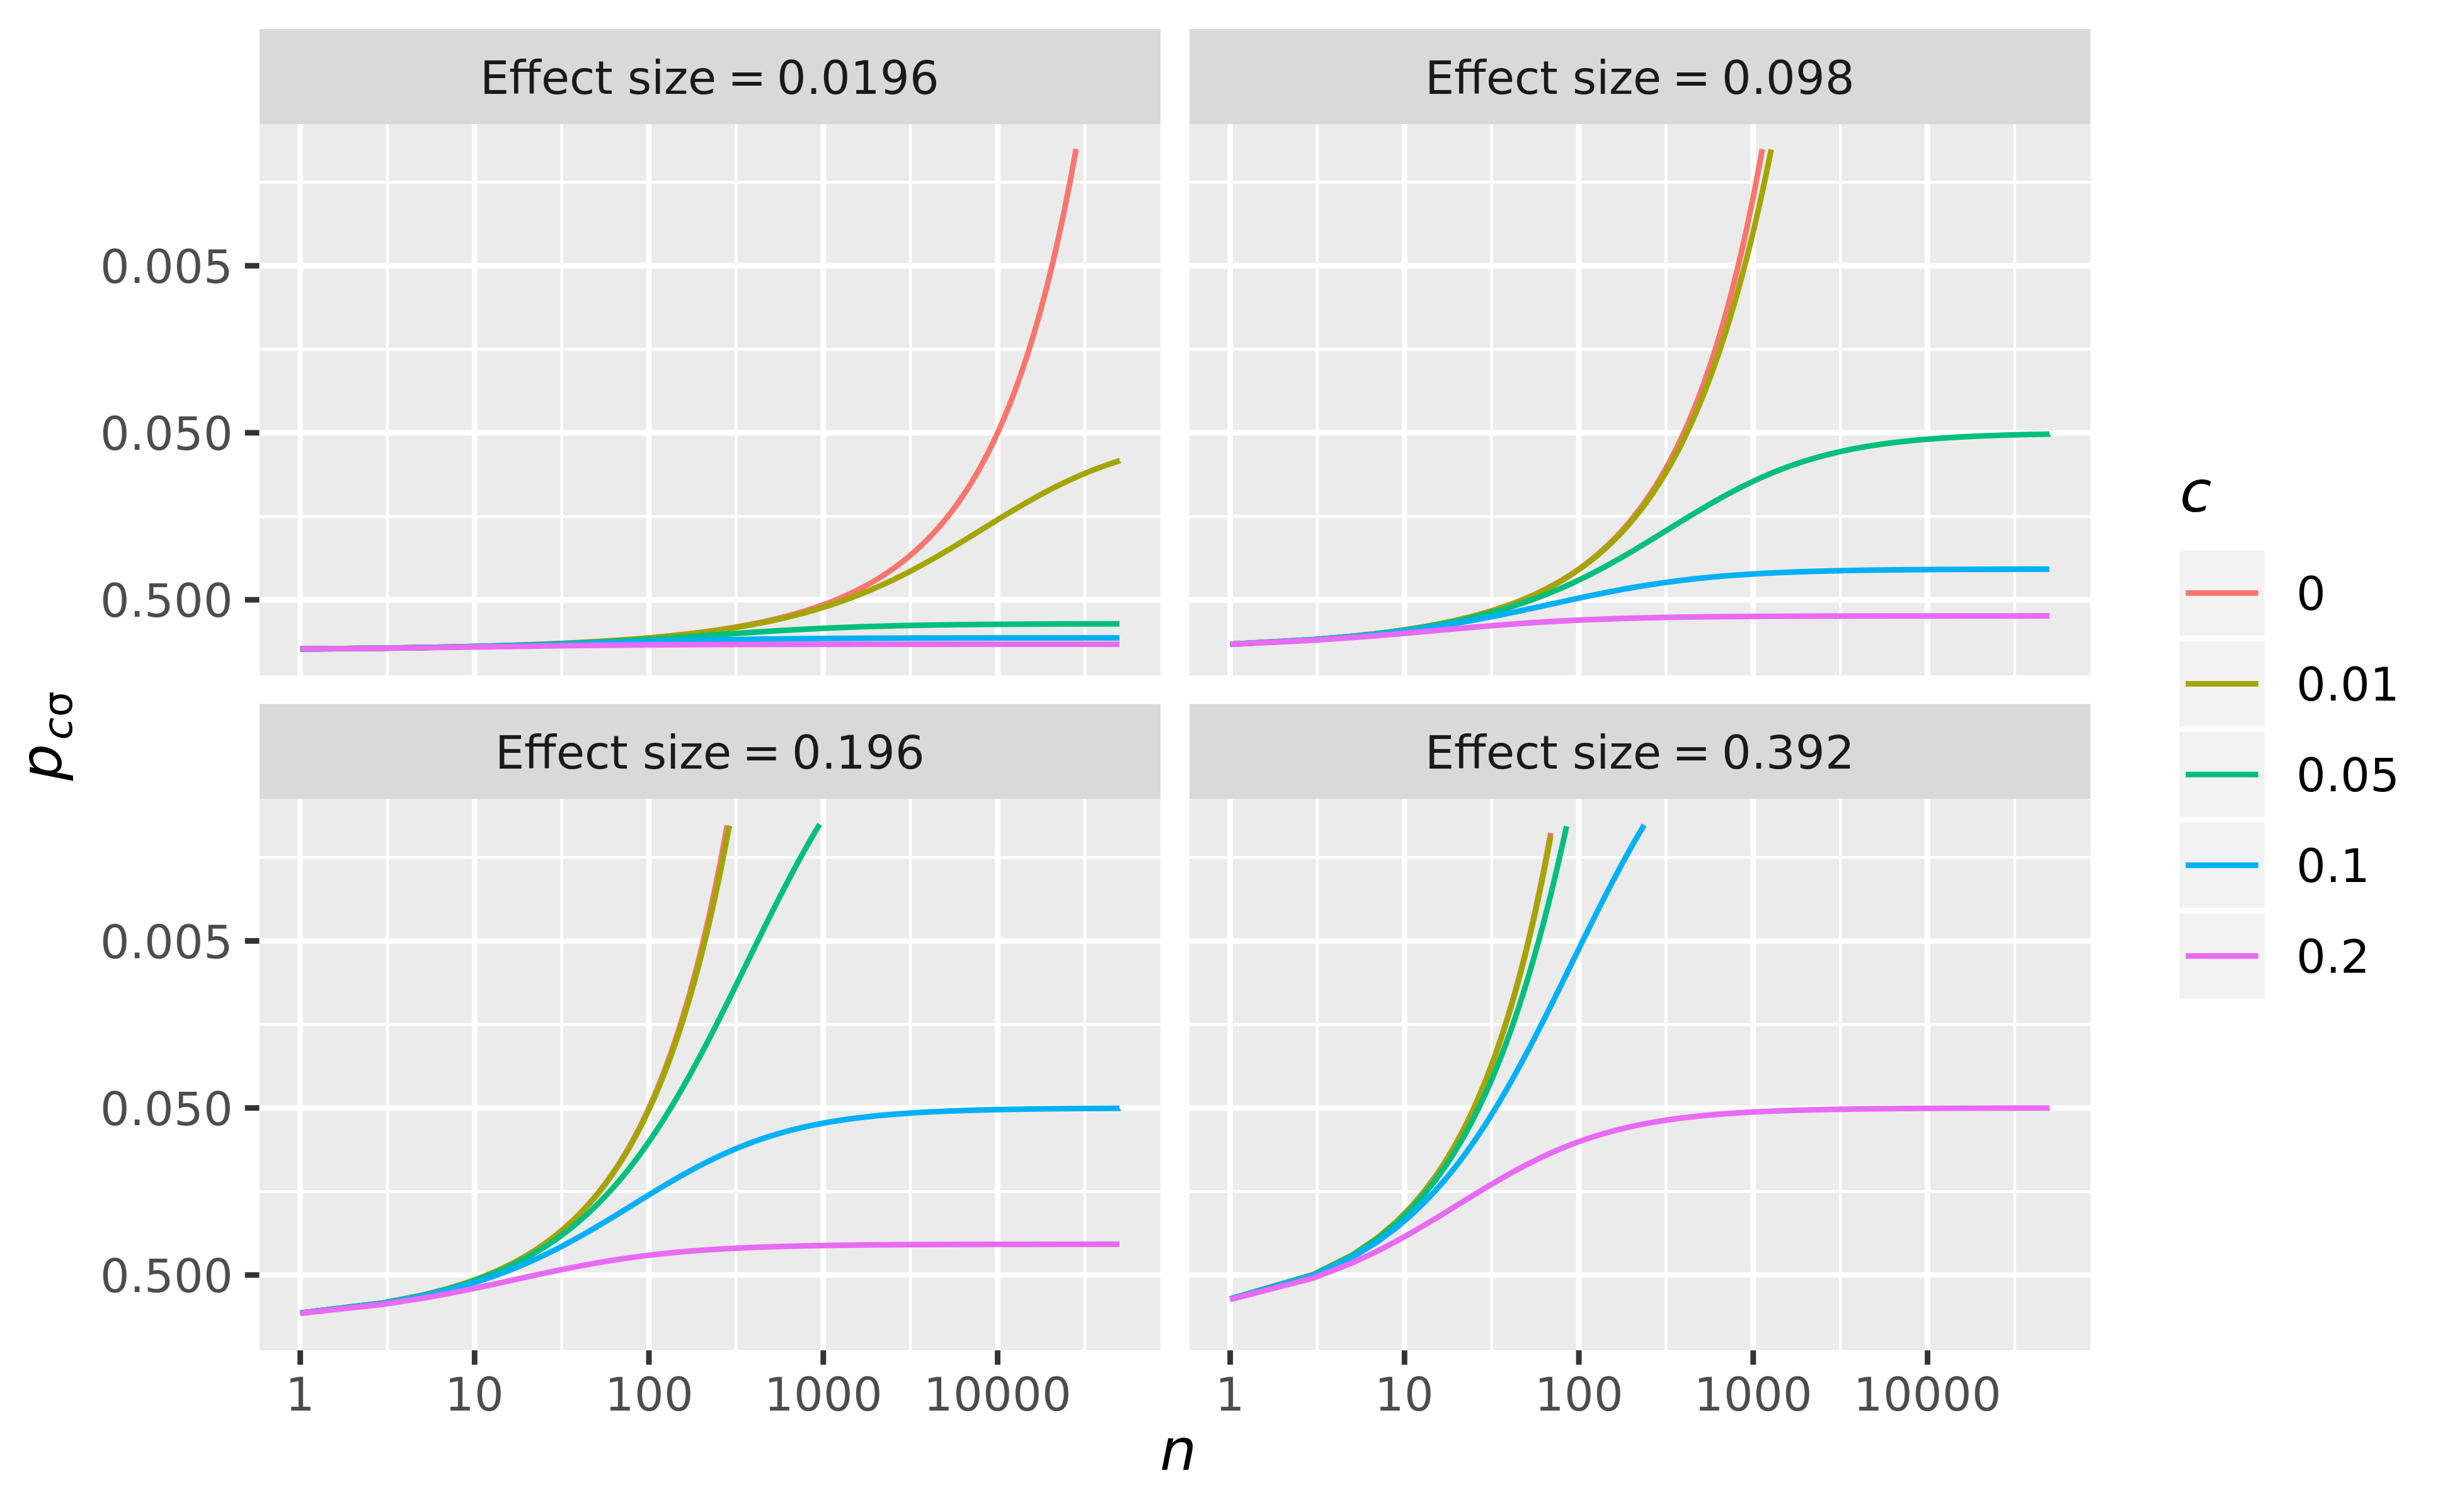 Effect size = 0.0196
Effect size = 0.098
0.005
0.050
0.500
Effect size = 0.196
Effect size = 0.392
0.005
0.050
0.500
1 10 100 1000 10000
1 10 100 1000 10000
n
p cσ
c
0
0.01
0.05
0.1
0.2